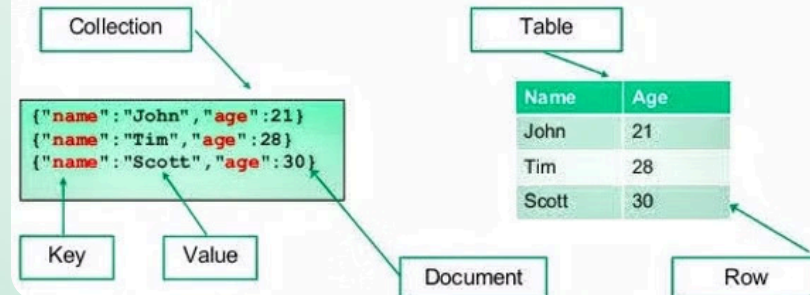 Collection
Table
{"name":"John","age":21}
{"name":"Tim","age":28}
{"name":"Scott","age":30}
Name Age
John 21
Tim 28
Scott 30
Key
Value
Document
Row